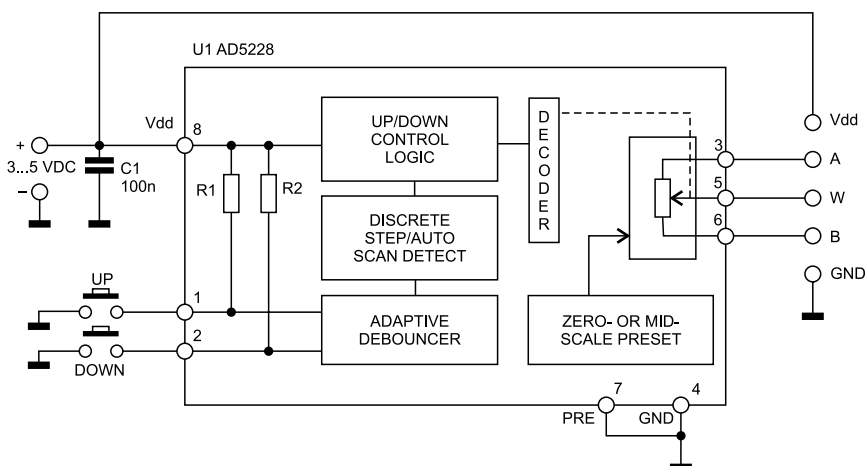 U1 AD5228
Vdd
8
+
3...5 VDC
–
C1
100n
R1
R2
UP/DOWN
CONTROL
LOGIC
DISCRETE
STEP/AUTO
SCAN DETECT
ADAPTIVE
DEBOUNCER
DECODER
ZERO- OR MID-
SCALE PRESET
3
5
6
Vdd
A
W
B
GND
UP
1
2
DOWN
7
4
PRE
GND